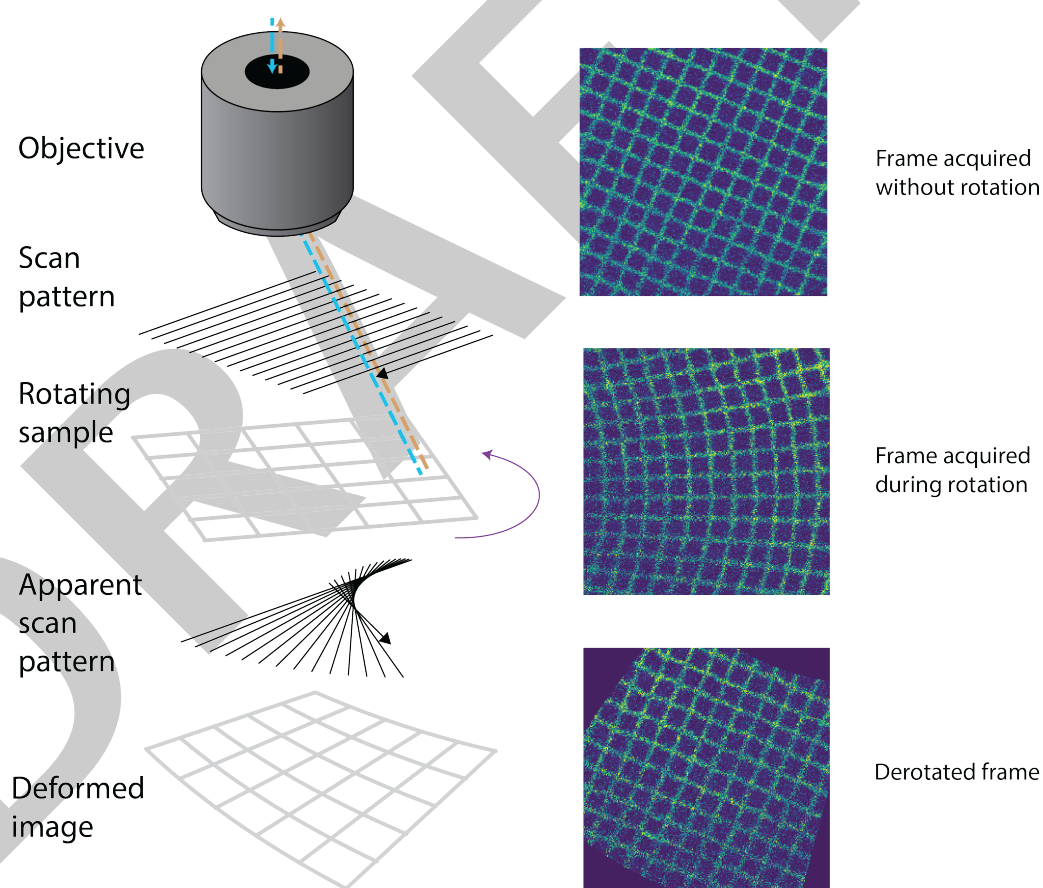 Objective
Scan
pattern
Rotating
sample
Apparent
scan
pattern
Deformed
image
Frame acquired
without rotation
Frame acquired
during rotation
Derotated frame
DRAFT